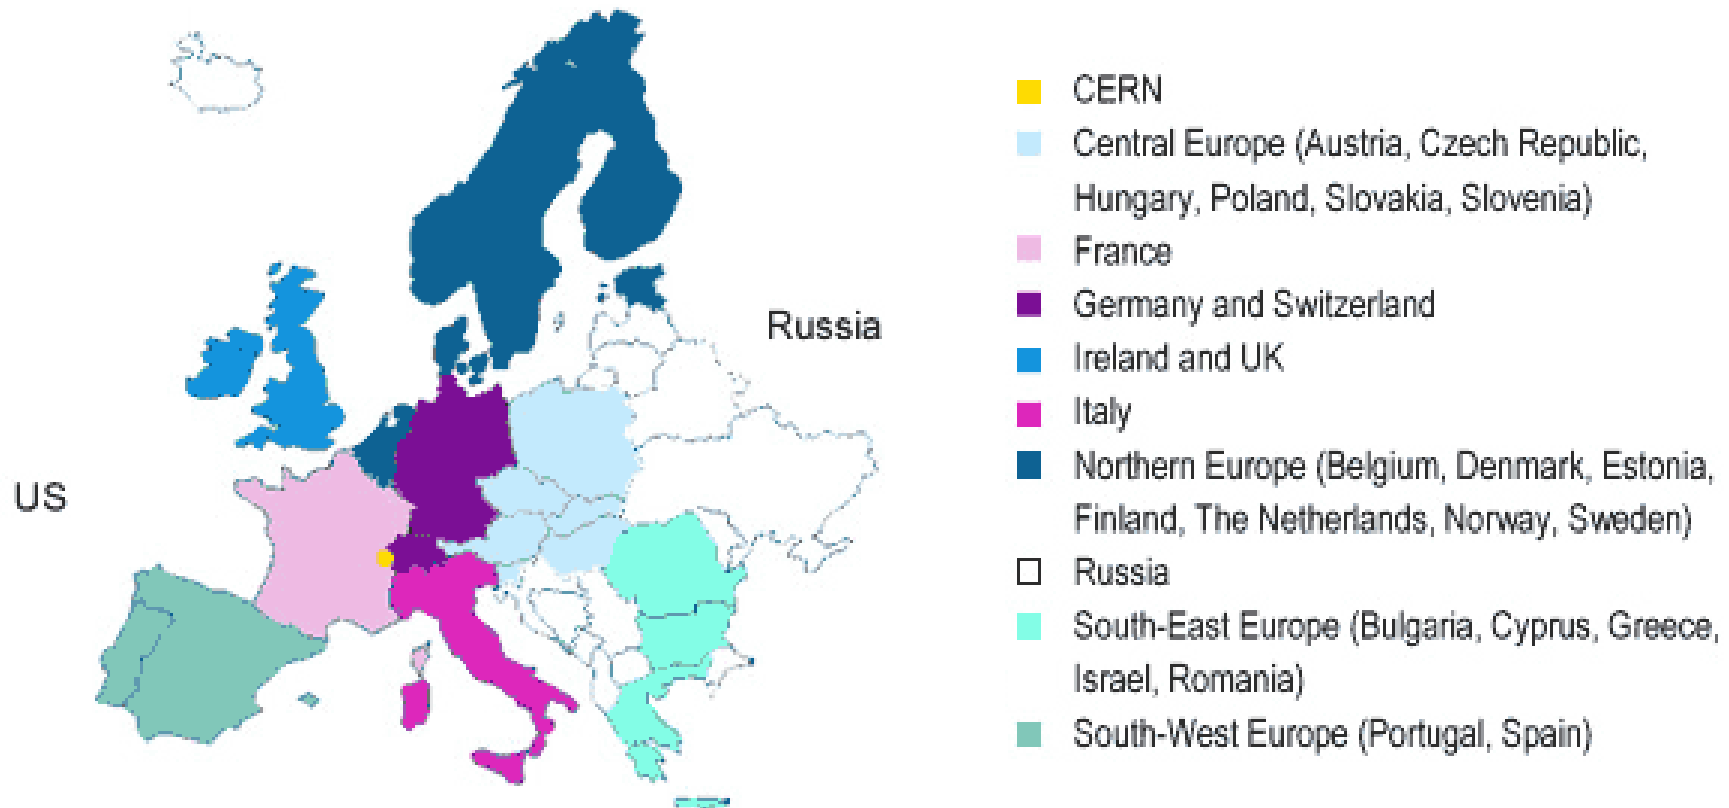 US
Russia
CERN
Central Europe (Austria, Czech Republic,
Hungary, Poland, Slovakia, Slovenia)
France
Germany and Switzerland
Ireland and UK
Italy
Northern Europe (Belgium, Denmark, Estonia,
Finland, The Netherlands, Norway, Sweden)
Russia
South-East Europe (Bulgaria, Cyprus, Greece,
Israel, Romania)
South-West Europe (Portugal, Spain)